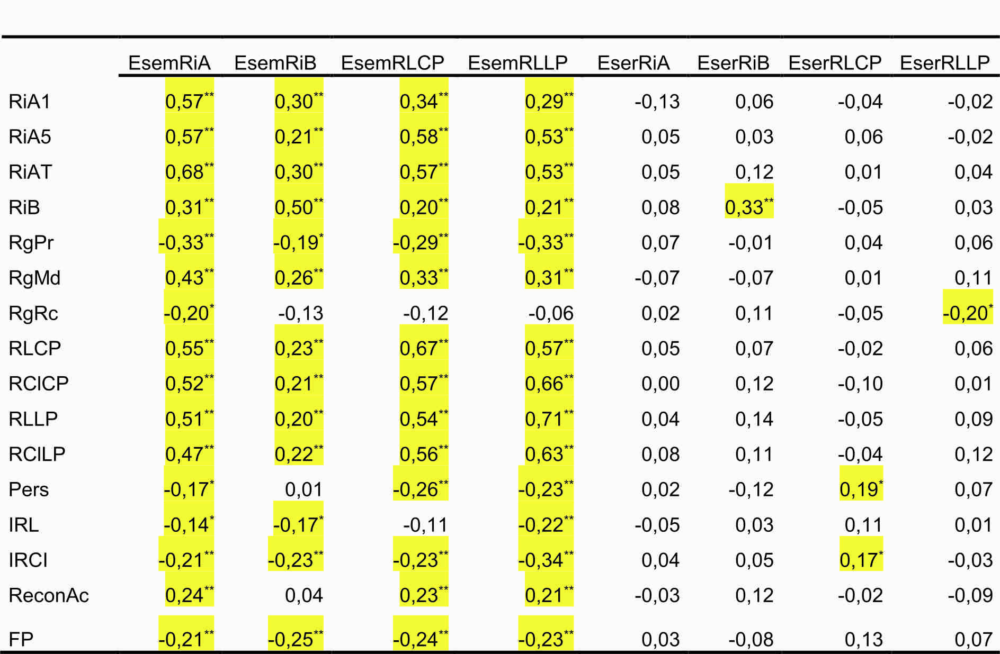 EsemRiA EsemRiB EsemRLCP EsemRLLP EserRiA EserRiB EserRLCP EserRLLP
RiA1 0,57** 0,30** 0,34** 0,29** -0,13 0,06 -0,04 -0,02
RiA5 0,57** 0,21** 0,58** 0,53** 0,05 0,03 0,06 -0,02
RiAT 0,68** 0,30** 0,57** 0,53** 0,05 0,12 0,01 0,04
RiB 0,31** 0,50** 0,20** 0,21** 0,08 0,33** -0,05 0,03
RgPr -0,33** -0,19* -0,29** -0,33** 0,07 -0,01 0,04 0,06
RgMd 0,43** 0,26** 0,33** 0,31** -0,07 -0,07 0,01 0,11
RgRc -0,20* -0,13 -0,12 -0,06 0,02 0,11 -0,05 -0,20*
RLCP 0,55** 0,23** 0,67** 0,57** 0,05 0,07 -0,02 0,06
RClCP 0,52** 0,21** 0,57** 0,66** 0,00 0,12 -0,10 0,01
RLLP 0,51** 0,20** 0,54** 0,71** 0,04 0,14 -0,05 0,09
RClLP 0,47** 0,22** 0,56** 0,63** 0,08 0,11 -0,04 0,12
Pers -0,17* 0,01 -0,26** -0,23** 0,02 -0,12 0,19* 0,07
IRL -0,14* -0,17* -0,11 -0,22** -0,05 0,03 0,11 0,01
IRCl -0,21** -0,23** -0,23** -0,34** 0,04 0,05 0,17* -0,03
ReconAc 0,24** 0,04 0,23** 0,21** -0,03 0,12 -0,02 -0,09
FP -0,21** -0,25** -0,24** -0,23** 0,03 -0,08 0,13 0,07